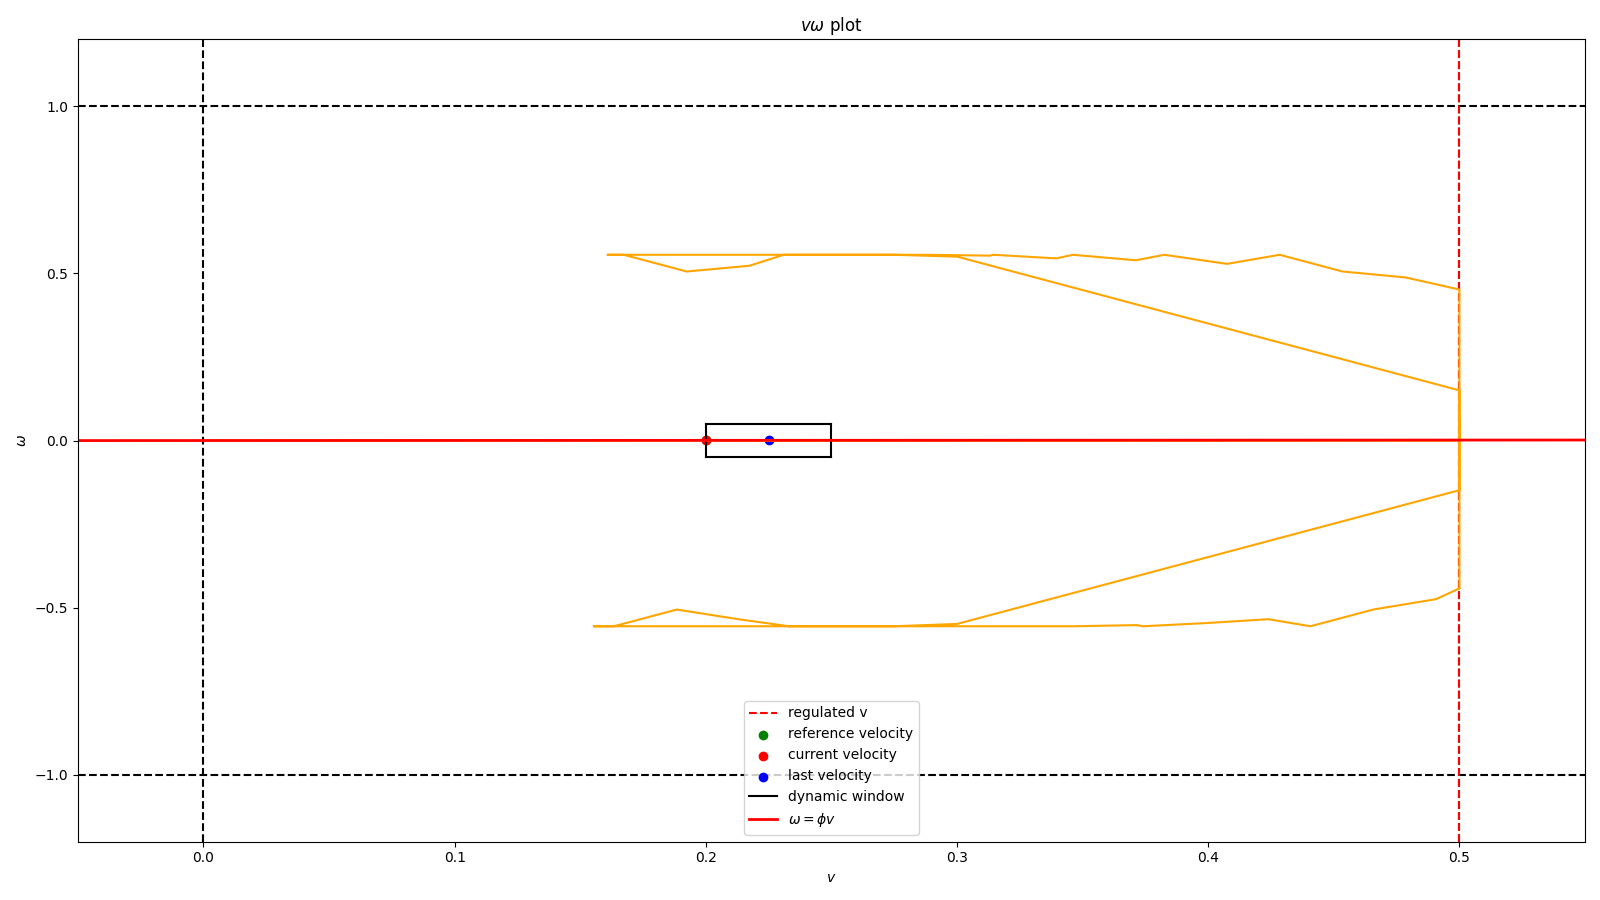 vω plot
1.0
0.5
0.0
−0.5
−1.0
ω
regulated v
reference velocity
current velocity
last velocity
dynamic window
ω = ϕv
0.0 0.1 0.2 0.3 0.4 0.5
v